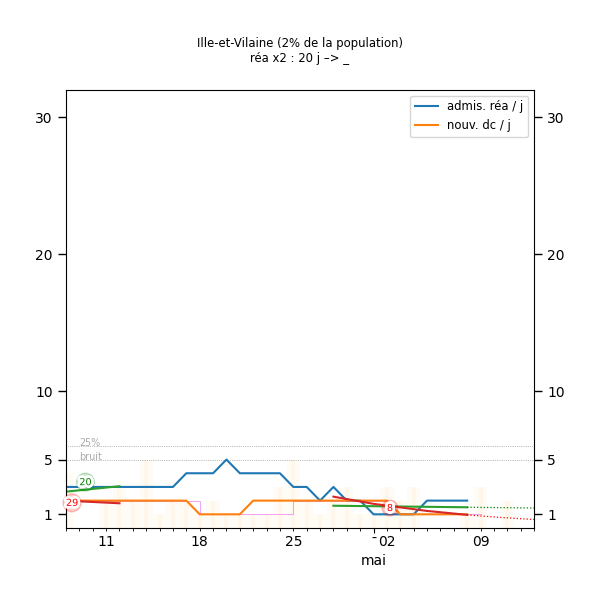 Ille-et-Vilaine (2% de la population)
réa x2 : 20 j –> _
admis. réa / j
nouv. dc / j
30 30
20 20
10 10
25%
bruit
5 5
20
29
8
1 1
11 18 25 02 09
mai